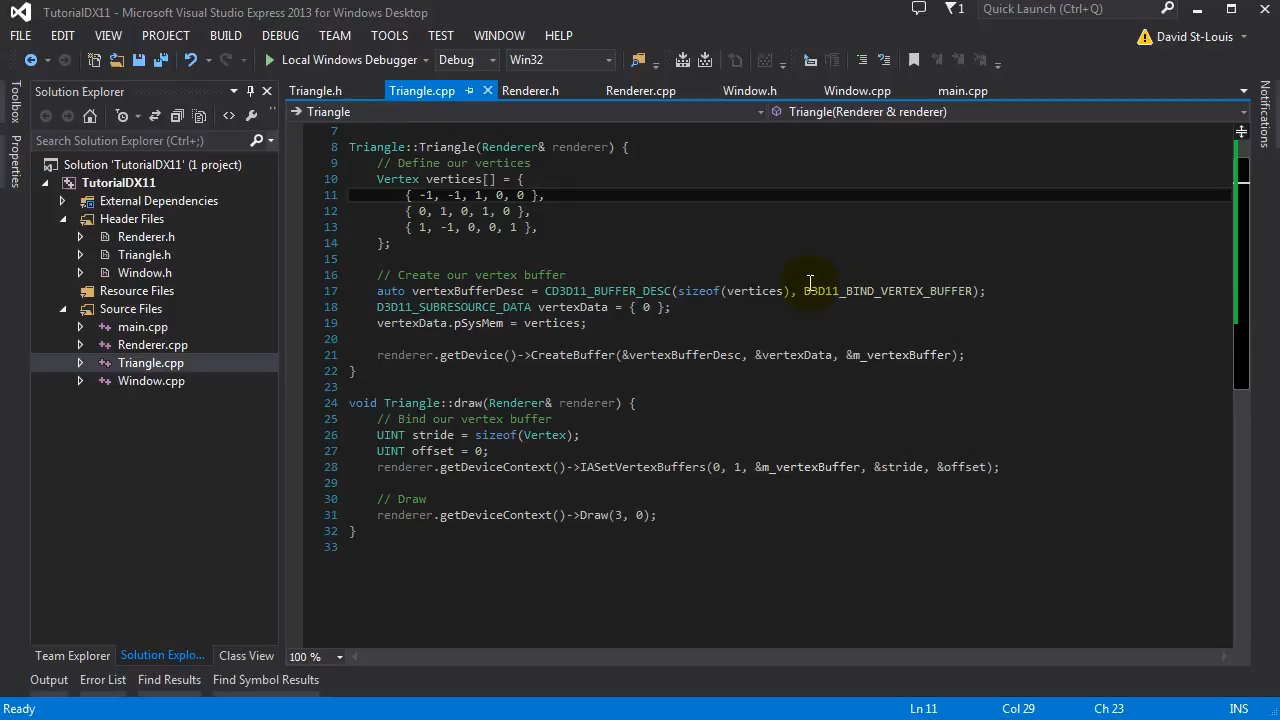 TutorialDX11 - Microsoft Visual Studio Express 2013 for Windows Desktop
1
Quick Launch (Ctrl+Q)
FILE EDIT VIEW PROJECT BUILD DEBUG TEAM TOOLS TEST WINDOW HELP
David St-Louis
Local Windows Debugger Debug Win32
Toolbox
Properties
Solution Explorer
Search Solution Explorer (Ctrl+;)
Solution 'TutorialDX11' (1 project)
TutorialDX11
External Dependencies
Header Files
Renderer.h
Triangle.h
Window.h
Resource Files
Source Files
main.cpp
Renderer.cpp
Triangle.cpp
Window.cpp
Team Explorer Solution Explo... Class View
Triangle.h Triangle.cpp Renderer.h Renderer.cpp Window.h Window.cpp main.cpp
Triangle Triangle(Renderer & renderer)
7
8 Triangle::Triangle(Renderer& renderer) {
9 // Define our vertices
10 Vertex vertices[] = {
11 { -1, -1, 1, 0, 0 },
12 { 0, 1, 0, 1, 0 },
13 { 1, -1, 0, 0, 1 },
14 };
15
16 // Create our vertex buffer
17 auto vertexBufferDesc = CD3D11_BUFFER_DESC(sizeof(vertices), D3D11_BIND_VERTEX_BUFFER);
18 D3D11_SUBRESOURCE_DATA vertexData = { 0 };
19 vertexData.pSysMem = vertices;
20
21 renderer.getDevice()->CreateBuffer(&vertexBufferDesc, &vertexData, &m_vertexBuffer);
22 }
23
24 void Triangle::draw(Renderer& renderer) {
25 // Bind our vertex buffer
26 UINT stride = sizeof(Vertex);
27 UINT offset = 0;
28 renderer.getDeviceContext()->IASetVertexBuffers(0, 1, &m_vertexBuffer, &stride, &offset);
29
30 // Draw
31 renderer.getDeviceContext()->Draw(3, 0);
32 }
33
100 %
Notifications
Output Error List Find Results Find Symbol Results
Ready Ln 11 Col 29 Ch 23 INS